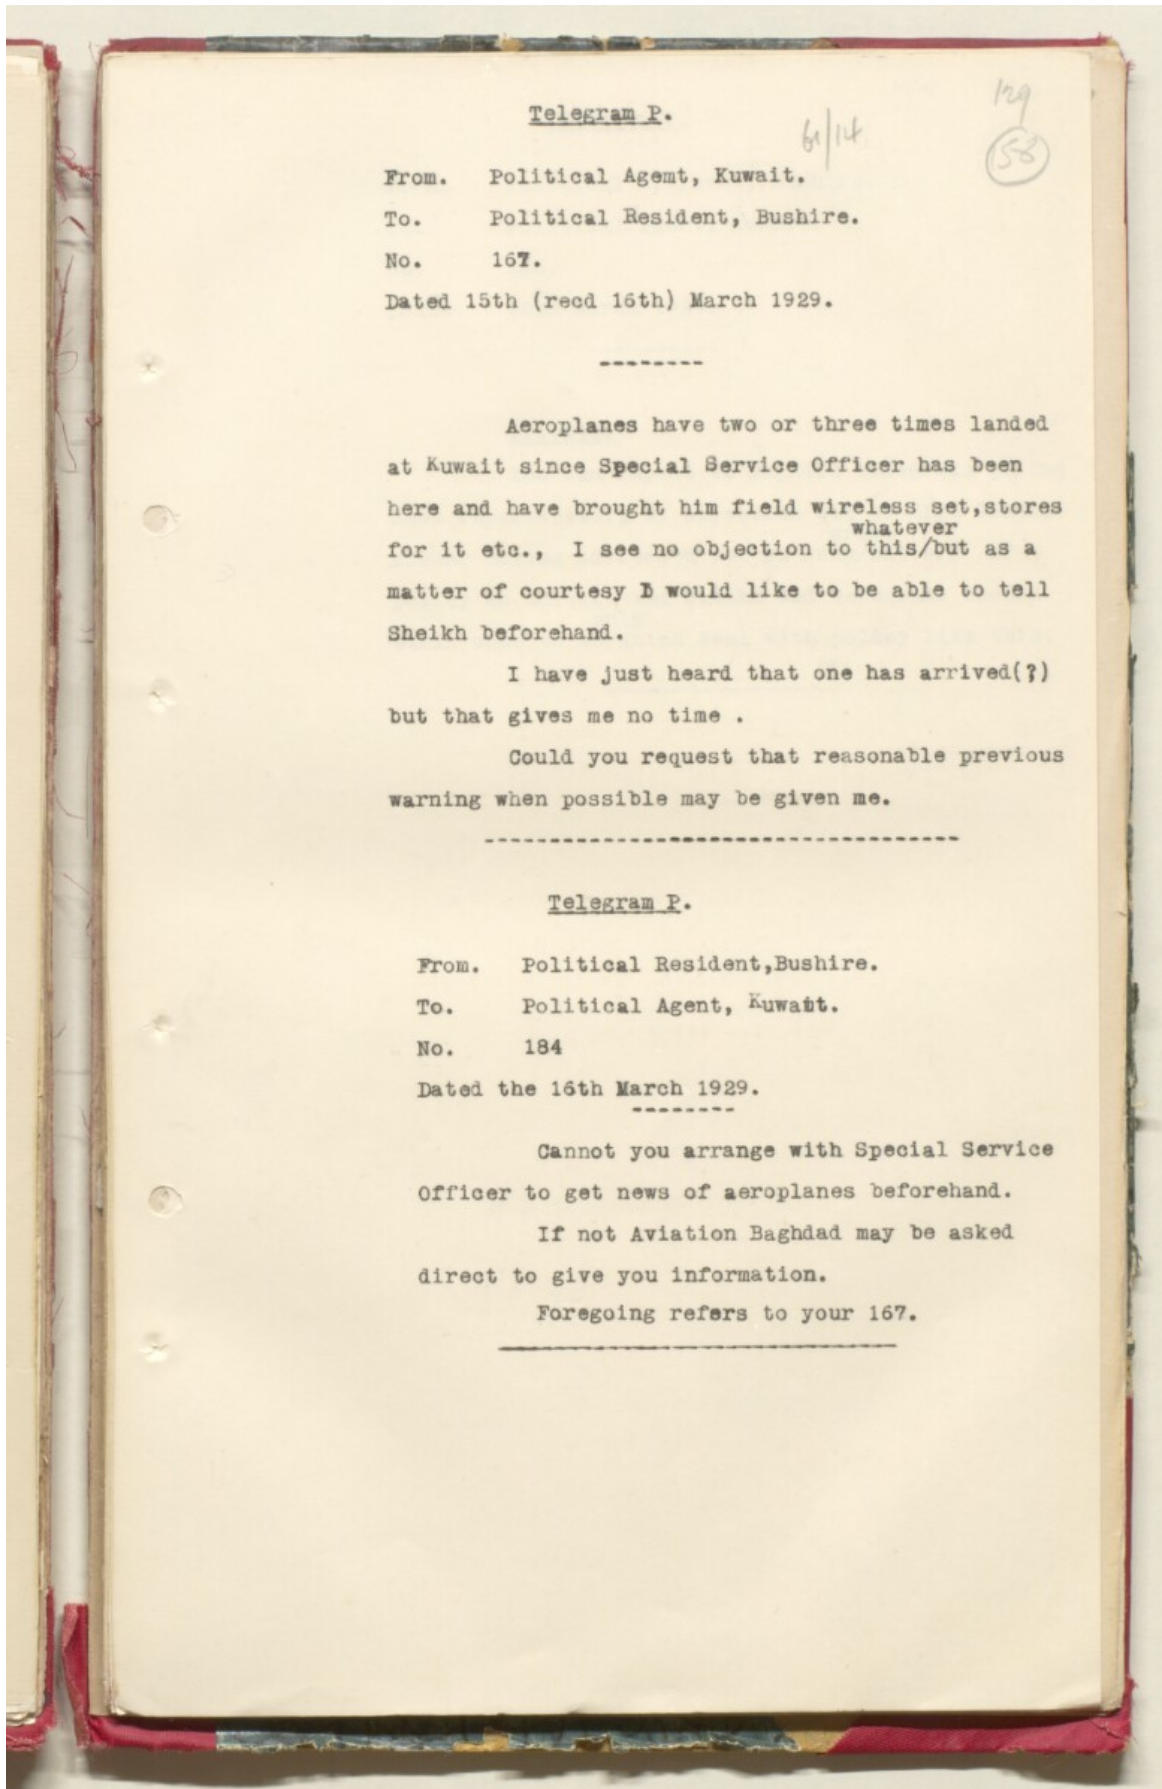 129
Telegram P.
61/14
158
From. Political Agemt, Kuwait.
To. Political Resident, Bushire.
No. 167.
Dated 15th (recd 16th) March 1929.
--------
Aeroplanes have two or three times landed
at Kuwait since Special Service Officer has been
here and have brought him field wireless set,stores
whatever
for it etc., I see no objection to this/but as a
matter of courtesy I would like to be able to tell
Sheikh beforehand.
I have just heard that one has arrived(?)
but that gives me no time .
Could you request that reasonable previous
warning when possible may be given me.
------------------------------------
Telegram P.
From. Political Resident,Bushire.
To. Political Agent, Kuwait.
No. 184
Dated the 16th March 1929.
--------
Cannot you arrange with Special Service
Officer to get news of aeroplanes beforehand.
If not Aviation Baghdad may be asked
direct to give you information.
Foregoing refers to your 167.